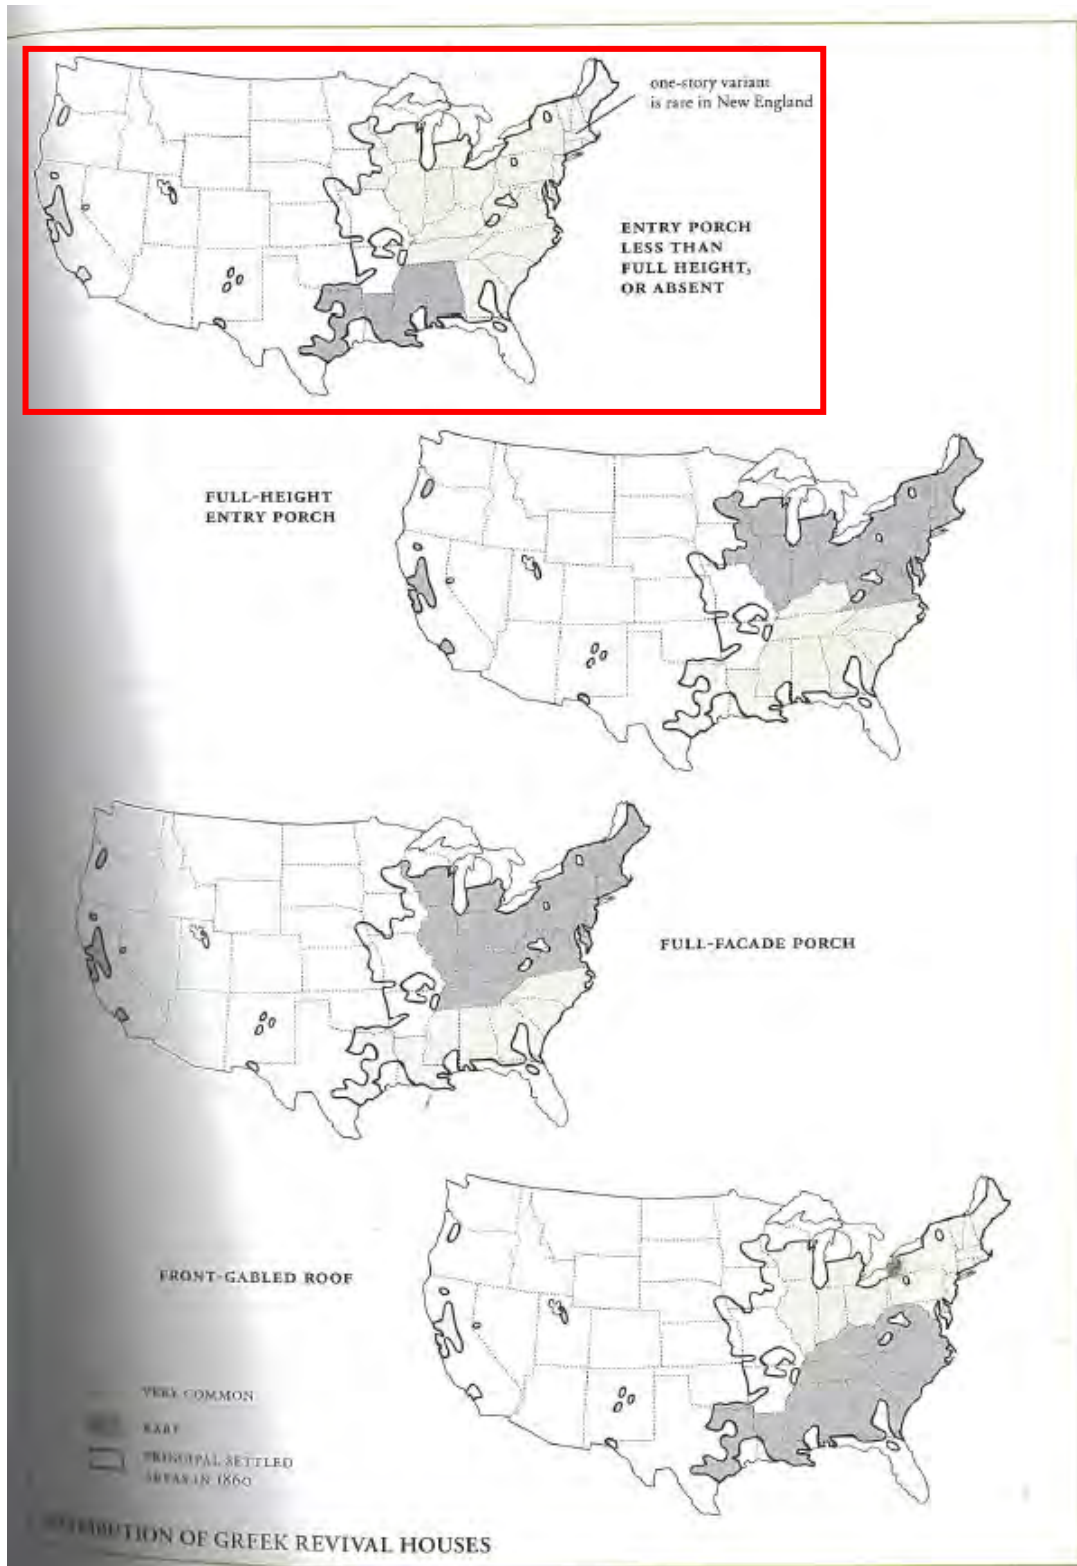 one-story variant
is rare in New England
ENTRY PORCH
LESS THAN
FULL HEIGHT,
OR ABSENT
FULL-HEIGHT
ENTRY PORCH
FULL-FACADE PORCH
FRONT-GABLED ROOF
VERY COMMON
RARE
PRINCIPAL SETTLED
AREAS IN 1860
DISTRIBUTION OF GREEK REVIVAL HOUSES